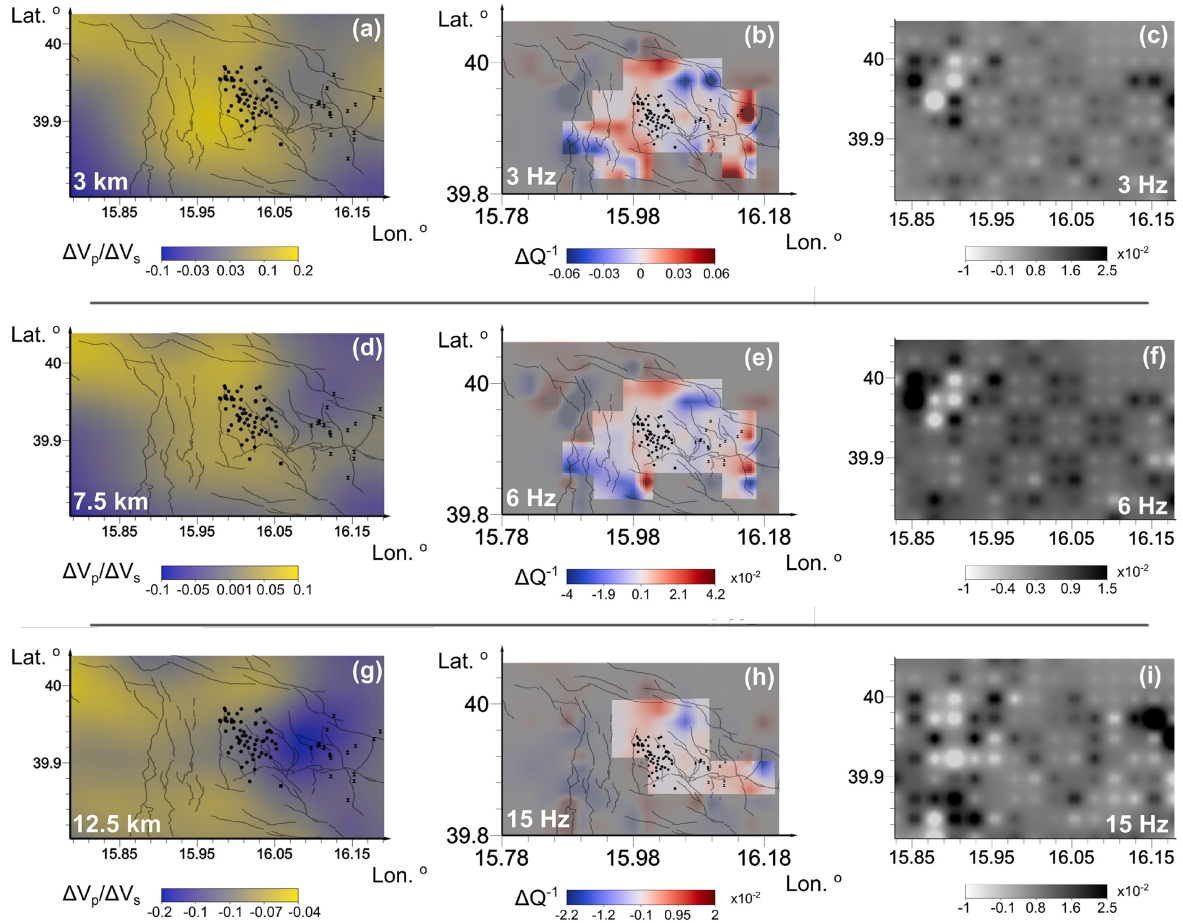 Lat. °
(a)
40
39.9
3 km
15.85 15.95 16.05 16.15
Lon. °
ΔVp/ΔVs
-0.1 -0.03 0.03 0.1 0.2
Lat. °
(b)
40
3 Hz
39.8
15.78 15.98 16.18
Lon. °
ΔQ⁻¹
-0.06 -0.03 0 0.03 0.06
(c)
40
39.9
3 Hz
15.85 15.95 16.05 16.15
x10⁻²
-1 -0.1 0.8 1.6 2.5
Lat. °
(d)
40
39.9
7.5 km
15.85 15.95 16.05 16.15
Lon. °
ΔVp/ΔVs
-0.1 -0.05 0.001 0.05 0.1
Lat. °
(e)
40
6 Hz
39.8
15.78 15.98 16.18
Lon. °
ΔQ⁻¹
x10⁻²
-4 -1.9 0.1 2.1 4.2
(f)
40
39.9
6 Hz
15.85 15.95 16.05 16.15
x10⁻²
-1 -0.4 0.3 0.9 1.5
Lat. °
(g)
40
39.9
12.5 km
15.85 15.95 16.05 16.15
Lon. °
ΔVp/ΔVs
-0.2 -0.1 -0.1 -0.07 -0.04
Lat. °
(h)
40
15 Hz
39.8
15.78 15.98 16.18
Lon. °
ΔQ⁻¹
x10⁻²
-2.2 -1.2 -0.1 0.95 2
(i)
40
39.9
15 Hz
15.85 15.95 16.05 16.15
x10⁻²
-1 -0.1 0.8 1.6 2.5